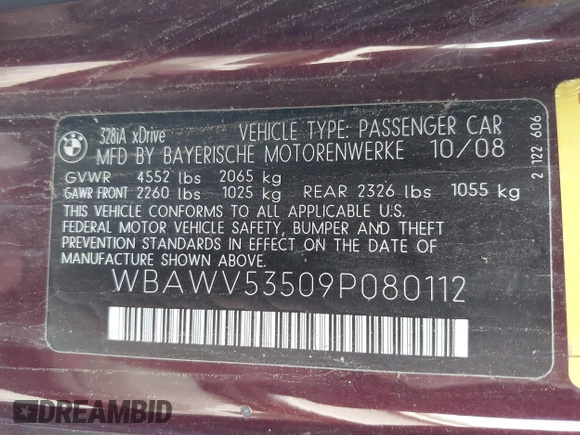 BMW
328iA xDrive
VEHICLE TYPE: PASSENGER CAR
MFD BY BAYERISCHE MOTORENWERKE 10/08
GVWR 4552 lbs 2065 kg
GAWR FRONT 2260 lbs 1025 kg REAR 2326 lbs 1055 kg
THIS VEHICLE CONFORMS TO ALL APPLICABLE U.S.
FEDERAL MOTOR VEHICLE SAFETY, BUMPER AND THEFT
PREVENTION STANDARDS IN EFFECT ON THE DATE OF
MANUFACTURE SHOWN ABOVE.
WBAWV53509P080112
2 122 606
DREAMBID